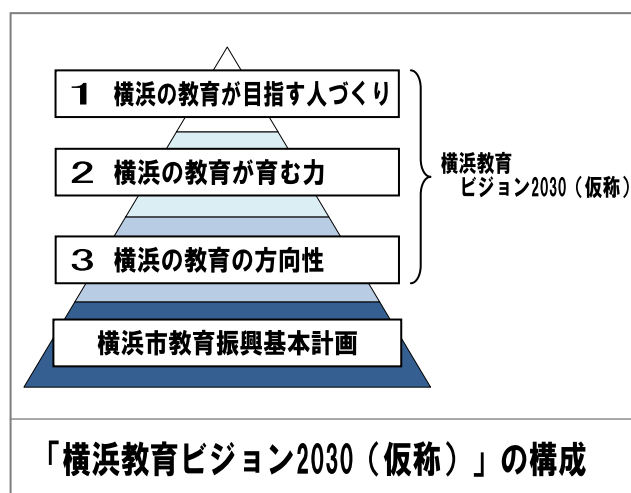 1 横浜の教育が目指す人づくり
2 横浜の教育が育む力
3 横浜の教育の方向性
横浜教育
ビジョン2030（仮称）
横浜市教育振興基本計画
「横浜教育ビジョン2030（仮称）」の構成